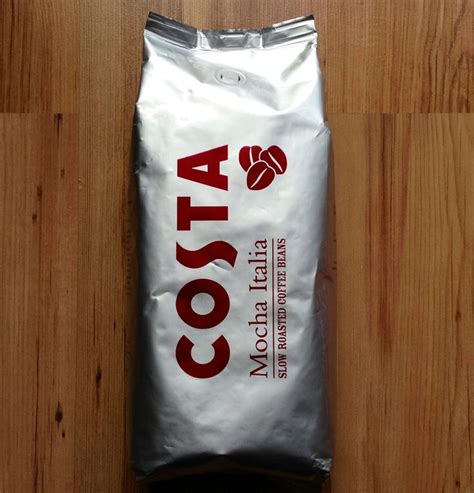 COSTA
Mocha Italia
SLOW ROASTED COFFEE BEANS